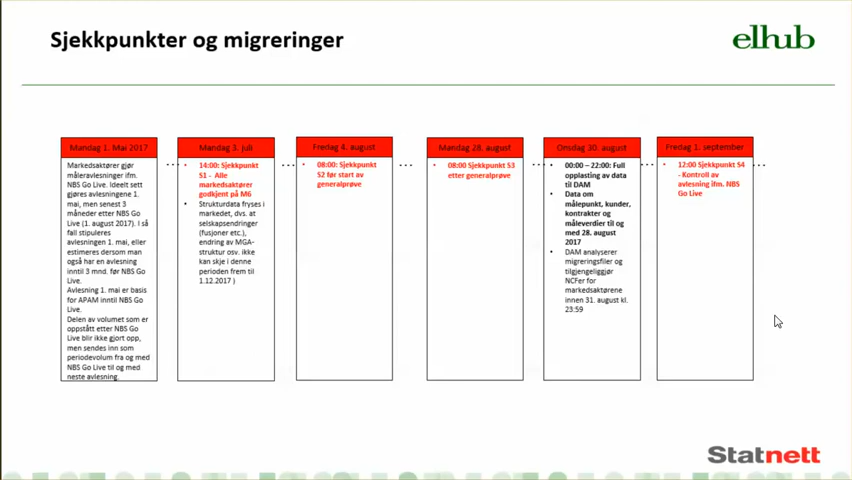 Sjekkpunkter og migreringer
elhub
Mandag 1. Mai 2017
Markedsaktører gjør
måleravlesninger ifm.
NBS Go Live. Ideelt sett
gjøres avlesningene 1.
mai, men senest 3
måneder etter NBS Go
Live (1. august 2017). I så
fall stipuleres
avlesningen 1. mai, eller
estimeres dersom man
også har en avlesning
inntil 3 mnd. før NBS Go
Live.
Avlesning 1. mai er basis
for APAM inntil NBS Go
Live.
Delen av volumet som er
oppstått etter NBS Go
Live blir ikke gjort opp,
men sendes inn som
periodevolum fra og med
NBS Go Live til og med
neste avlesning.
Mandag 3. juli
• 14:00: Sjekkpunkt
S1 - Alle
markedsaktører
godkjent på M6
• Strukturdata fryses i
markedet, dvs. at
selskapsendringer
(fusjoner etc.),
endring av MGA-
struktur osv. ikke
kan skje i denne
perioden frem til
1.12.2017 )
Fredag 4. august
• 08:00: Sjekkpunkt
S2 før start av
generalprøve
Mandag 28. august
• 08:00 Sjekkpunkt S3
etter generalprøve
Onsdag 30. august
• 00:00 – 22:00: Full
opplasting av data
til DAM
• Data om
målepunkt, kunder,
kontrakter og
måleverdier til og
med 28. august
2017
• DAM analyserer
migreringsfiler og
tilgjengeliggjør
NCFer for
markedsaktørene
innen 31. august kl.
23:59
Fredag 1. september
• 12:00 Sjekkpunkt S4
- Kontroll av
avlesning ifm. NBS
Go Live
Statnett